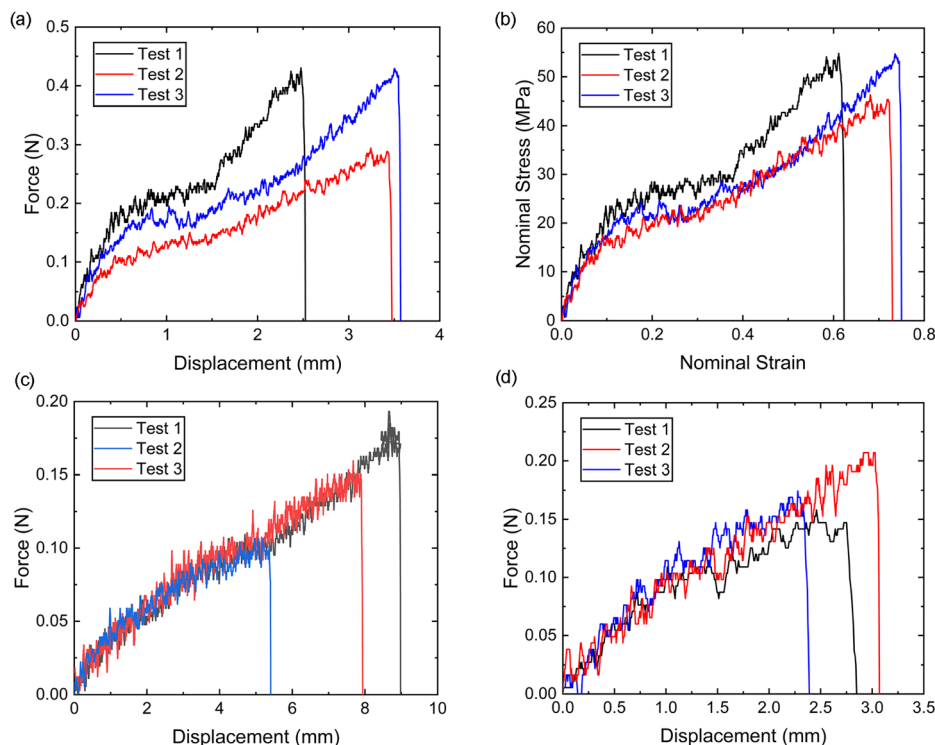 (a)
0.5
0.4
0.3
0.2
0.1
0.0
Force (N)
Test 1
Test 2
Test 3
0 1 2 3 4
Displacement (mm)
(b)
60
50
40
30
20
10
0
Nominal Stress (MPa)
Test 1
Test 2
Test 3
0.0 0.2 0.4 0.6 0.8
Nominal Strain
(c)
0.20
0.15
0.10
0.05
0.00
Force (N)
Test 1
Test 2
Test 3
0 2 4 6 8 10
Displacement (mm)
(d)
0.25
0.20
0.15
0.10
0.05
0.00
Force (N)
Test 1
Test 2
Test 3
0.0 0.5 1.0 1.5 2.0 2.5 3.0 3.5
Displacement (mm)